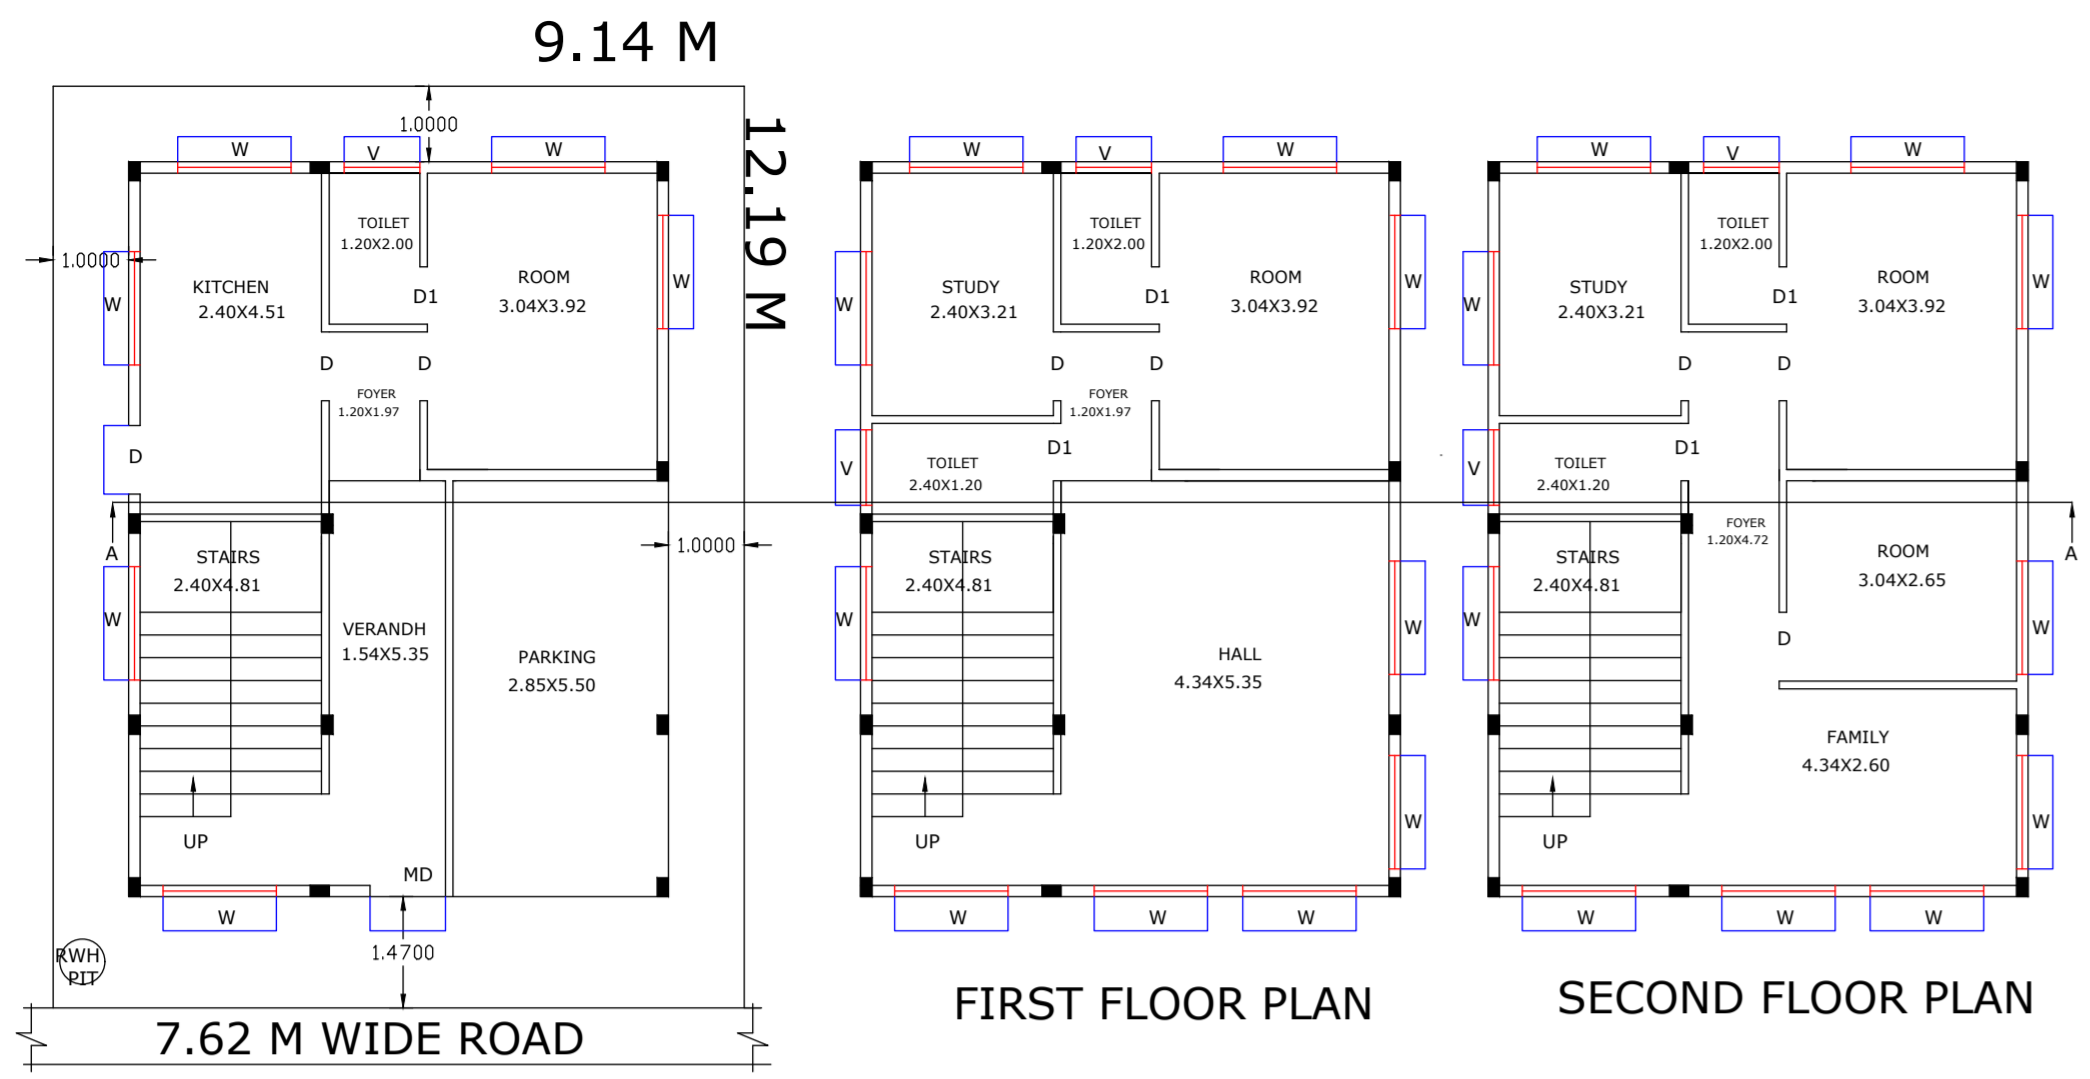 9.14 M
12.19 M
1.0000
W
V
W
TOILET
1.20X2.00
1.0000
KITCHEN
2.40X4.51
W
D1
ROOM
3.04X3.92
W
D
D
FOYER
1.20X1.97
D
A
STAIRS
2.40X4.81
1.0000
W
VERANDH
1.54X5.35
PARKING
2.85X5.50
UP
MD
W
1.4700
RWH
PIT
7.62 M WIDE ROAD
W
V
W
TOILET
1.20X2.00
STUDY
2.40X3.21
W
D1
ROOM
3.04X3.92
W
D
D
FOYER
1.20X1.97
D1
V
TOILET
2.40X1.20
STAIRS
2.40X4.81
W
W
HALL
4.34X5.35
UP
W
W
W
W
FIRST FLOOR PLAN
W
V
W
TOILET
1.20X2.00
STUDY
2.40X3.21
W
D1
ROOM
3.04X3.92
W
D
D
D1
V
TOILET
2.40X1.20
FOYER
1.20X4.72
STAIRS
2.40X4.81
ROOM
3.04X2.65
A
W
D
W
FAMILY
4.34X2.60
UP
W
W
W
W
SECOND FLOOR PLAN